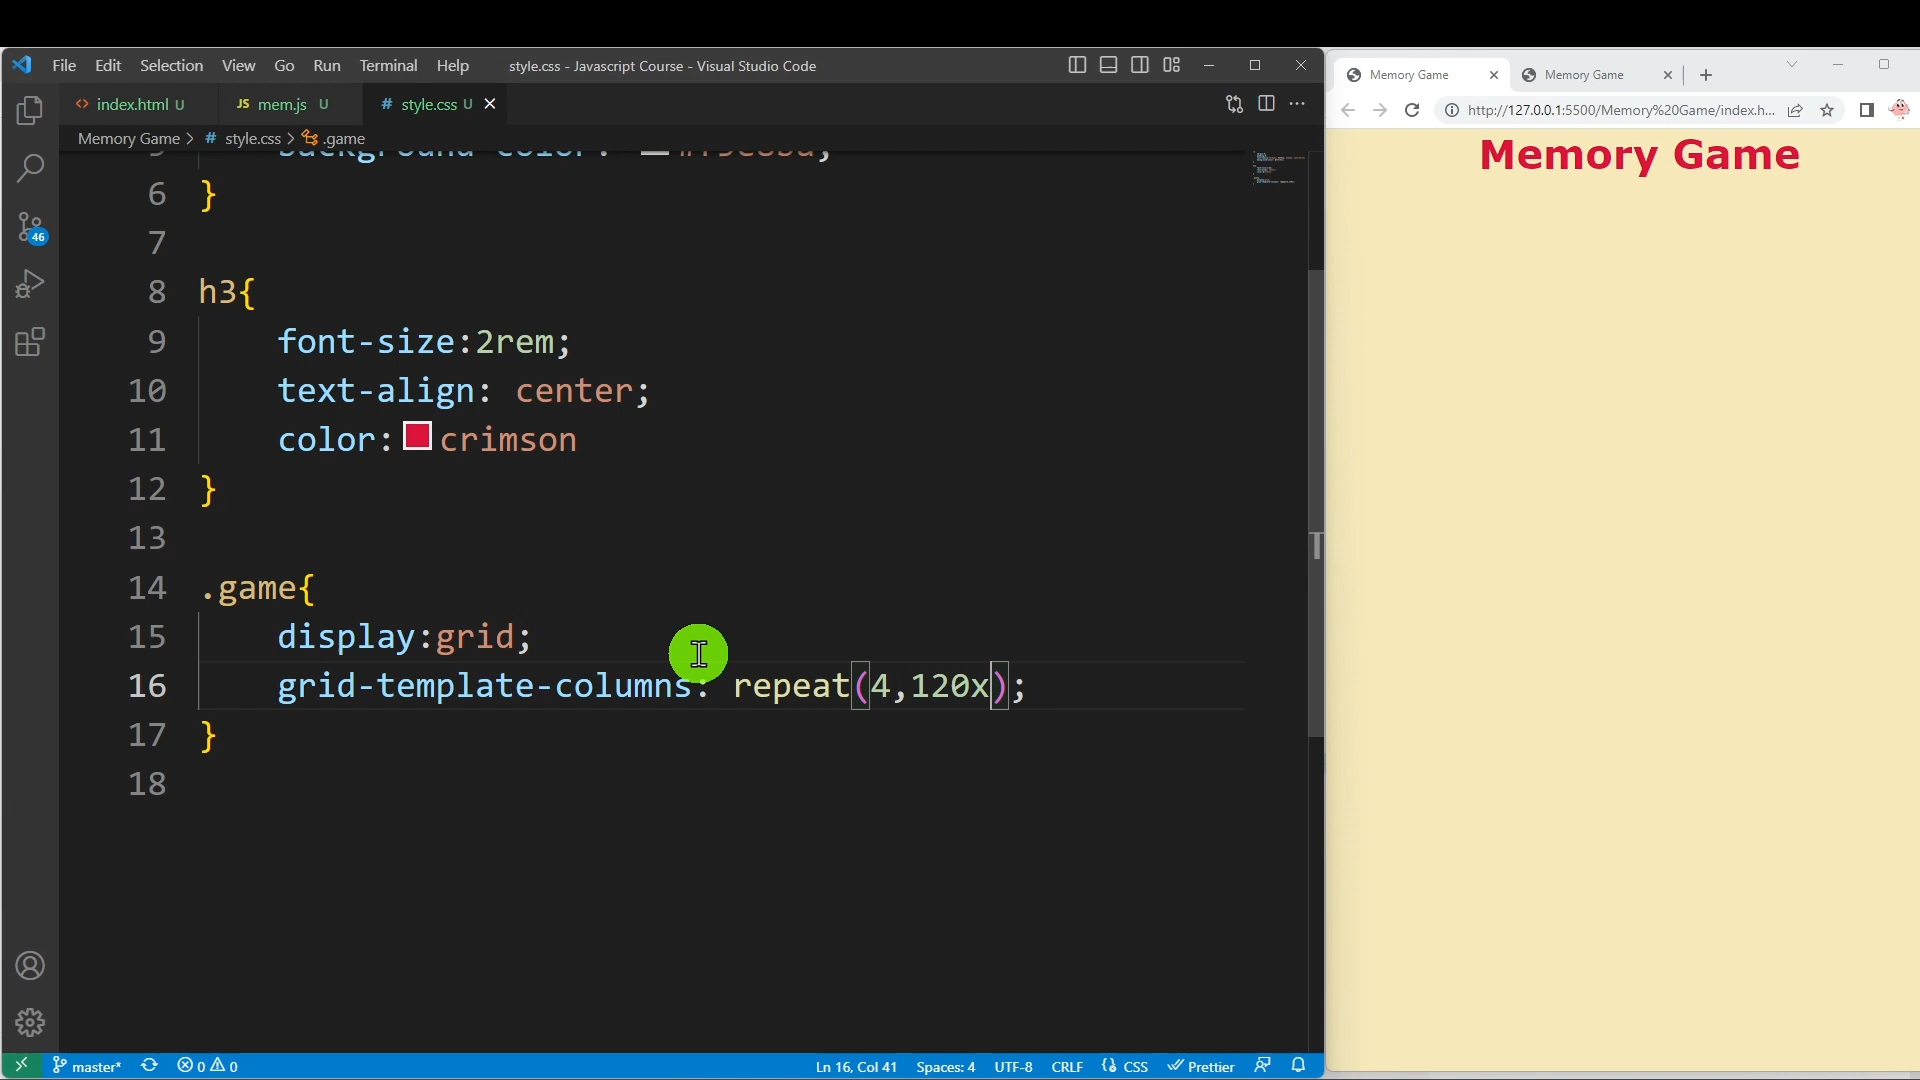 File Edit Selection View Go Run Terminal Help style.css - Javascript Course - Visual Studio Code
Memory Game Memory Game
<> index.html U JS mem.js U # style.css U
http://127.0.0.1:5500/Memory%20Game/index.h...
Memory Game > # style.css > .game
Memory Game
6 }
7
8 h3{
9 font-size:2rem;
10 text-align: center;
11 color: crimson
12 }
13
14 .game{
15 display:grid;
16 grid-template-columns: repeat(4,120x);
17 }
18
46
master* 0 0 Ln 16, Col 41 Spaces: 4 UTF-8 CRLF {} CSS Prettier